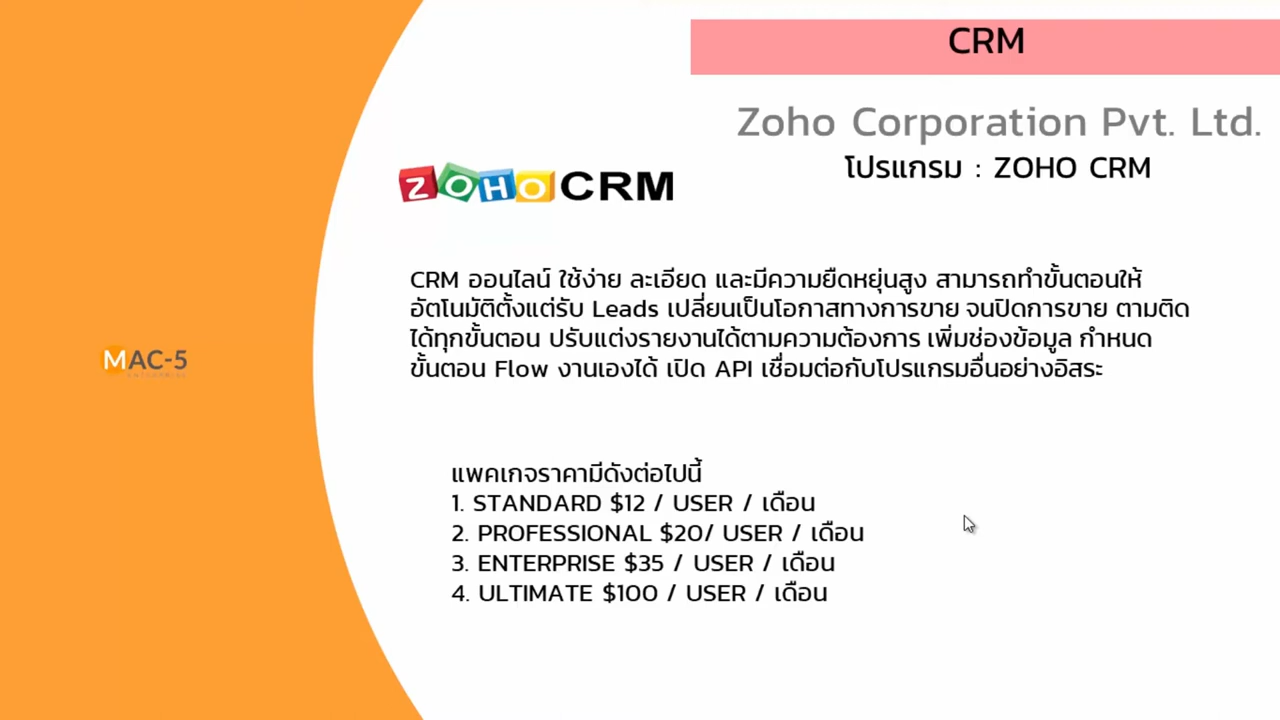 CRM
Zoho Corporation Pvt. Ltd.
โปรแกรม : ZOHO CRM
ZOHO CRM
CRM ออนไลน์ ใช้ง่าย ละเอียด และมีความยืดหยุ่นสูง สามารถทำขั้นตอนให้
อัตโนมัติตั้งแต่รับ Leads เปลี่ยนเป็นโอกาสทางการขาย จนปิดการขาย ตามติด
ได้ทุกขั้นตอน ปรับแต่งรายงานได้ตามความต้องการ เพิ่มช่องข้อมูล กำหนด
ขั้นตอน Flow งานเองได้ เปิด API เชื่อมต่อกับโปรแกรมอื่นอย่างอิสระ
MAC-5
ENTERPRISE
แพคเกจราคามีดังต่อไปนี้
1. STANDARD $12 / USER / เดือน
2. PROFESSIONAL $20/ USER / เดือน
3. ENTERPRISE $35 / USER / เดือน
4. ULTIMATE $100 / USER / เดือน